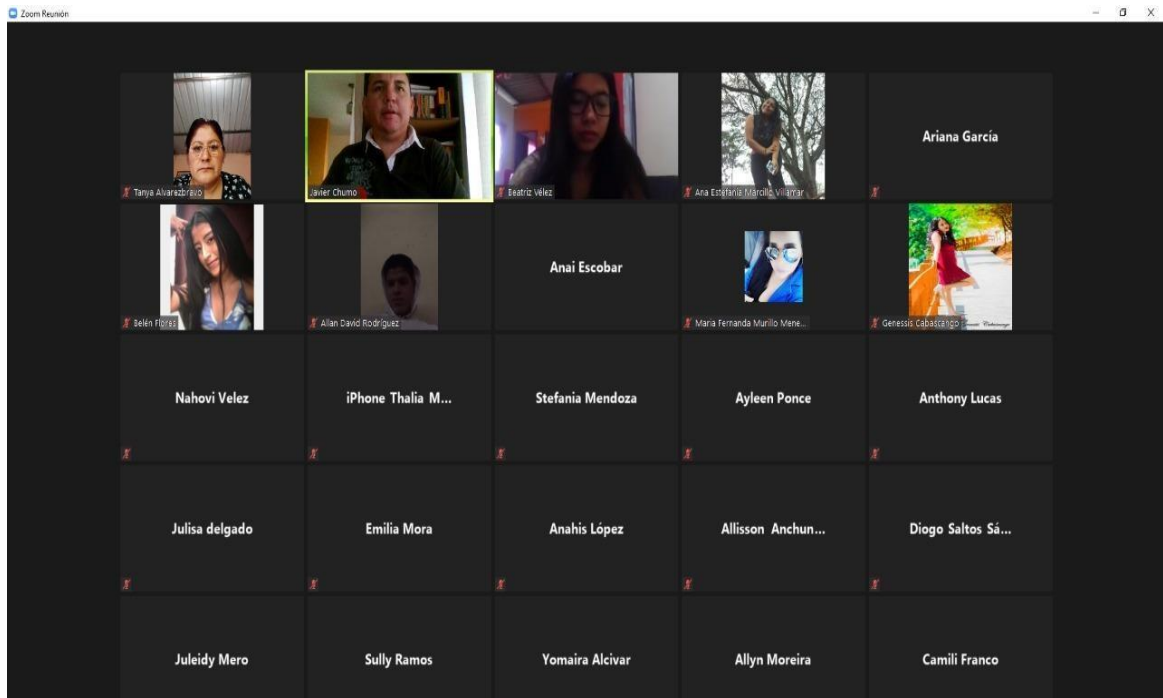 Zoom Reunión
Tanya Alvarezbravo
Javier Chumo
Beatriz Vélez
Ana Estefanía Marcillo Villamar
Ariana García
Belén Flores
Allan David Rodríguez
Anai Escobar
Maria Fernanda Murillo Mene...
Genessis Cabascango
Nahovi Velez
iPhone Thalia M...
Stefania Mendoza
Ayleen Ponce
Anthony Lucas
Julisa delgado
Emilia Mora
Anahis López
Allisson Anchun...
Diogo Saltos Sá...
Juleidy Mero
Sully Ramos
Yomaira Alcivar
Allyn Moreira
Camili Franco